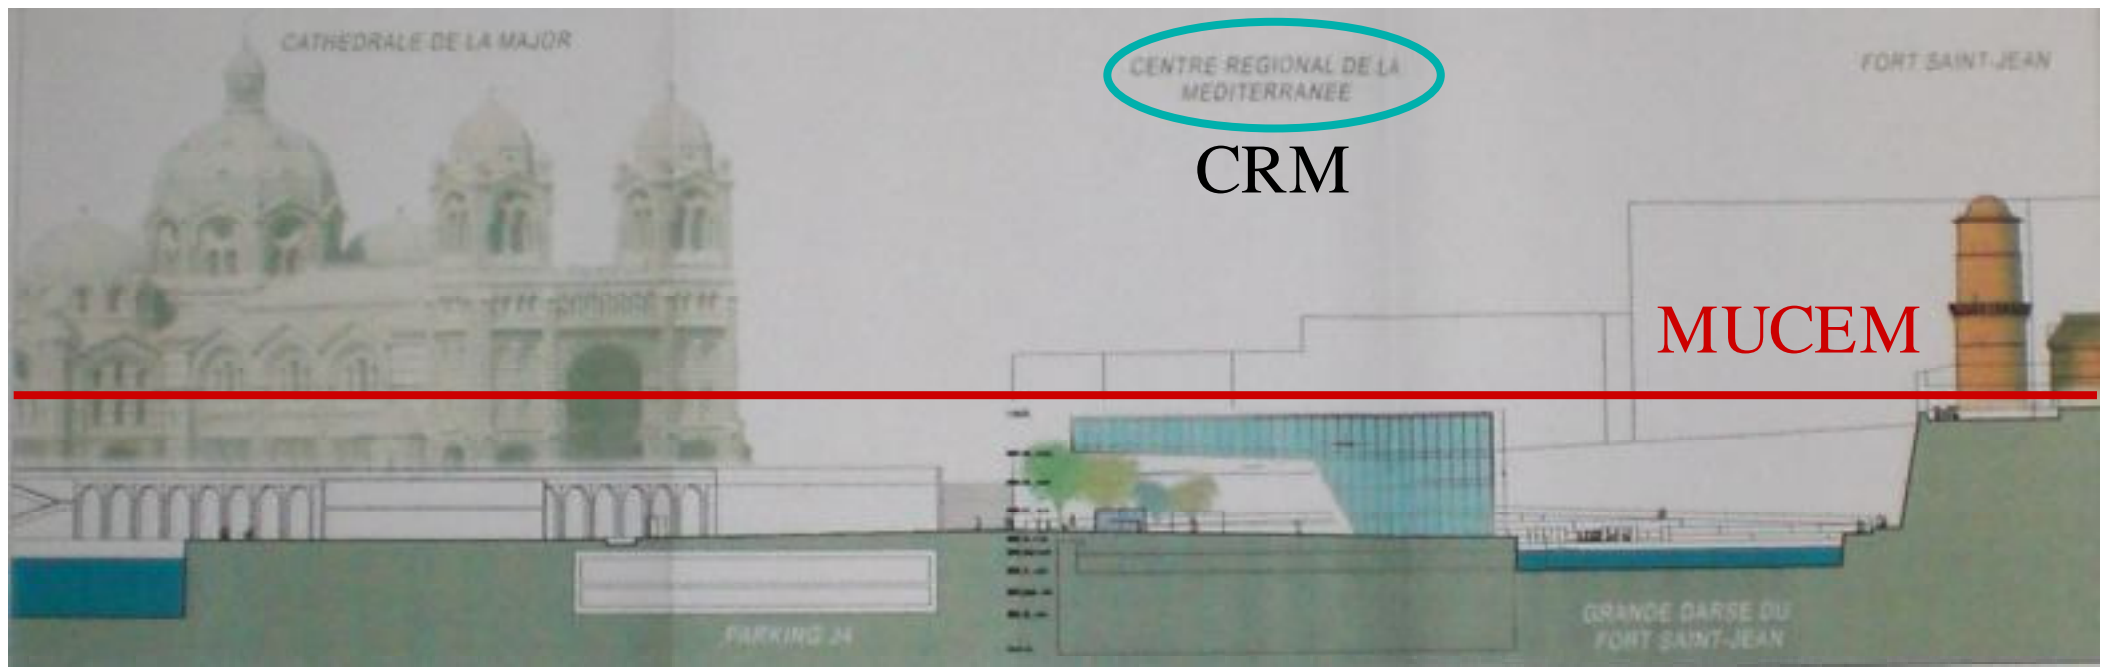 CATHEDRALE DE LA MAJOR
CENTRE REGIONAL DE LA
MEDITERRANEE
FORT SAINT-JEAN
CRM
MUCEM
PARKING J4
GRANDE DARSE DU
FORT SAINT-JEAN